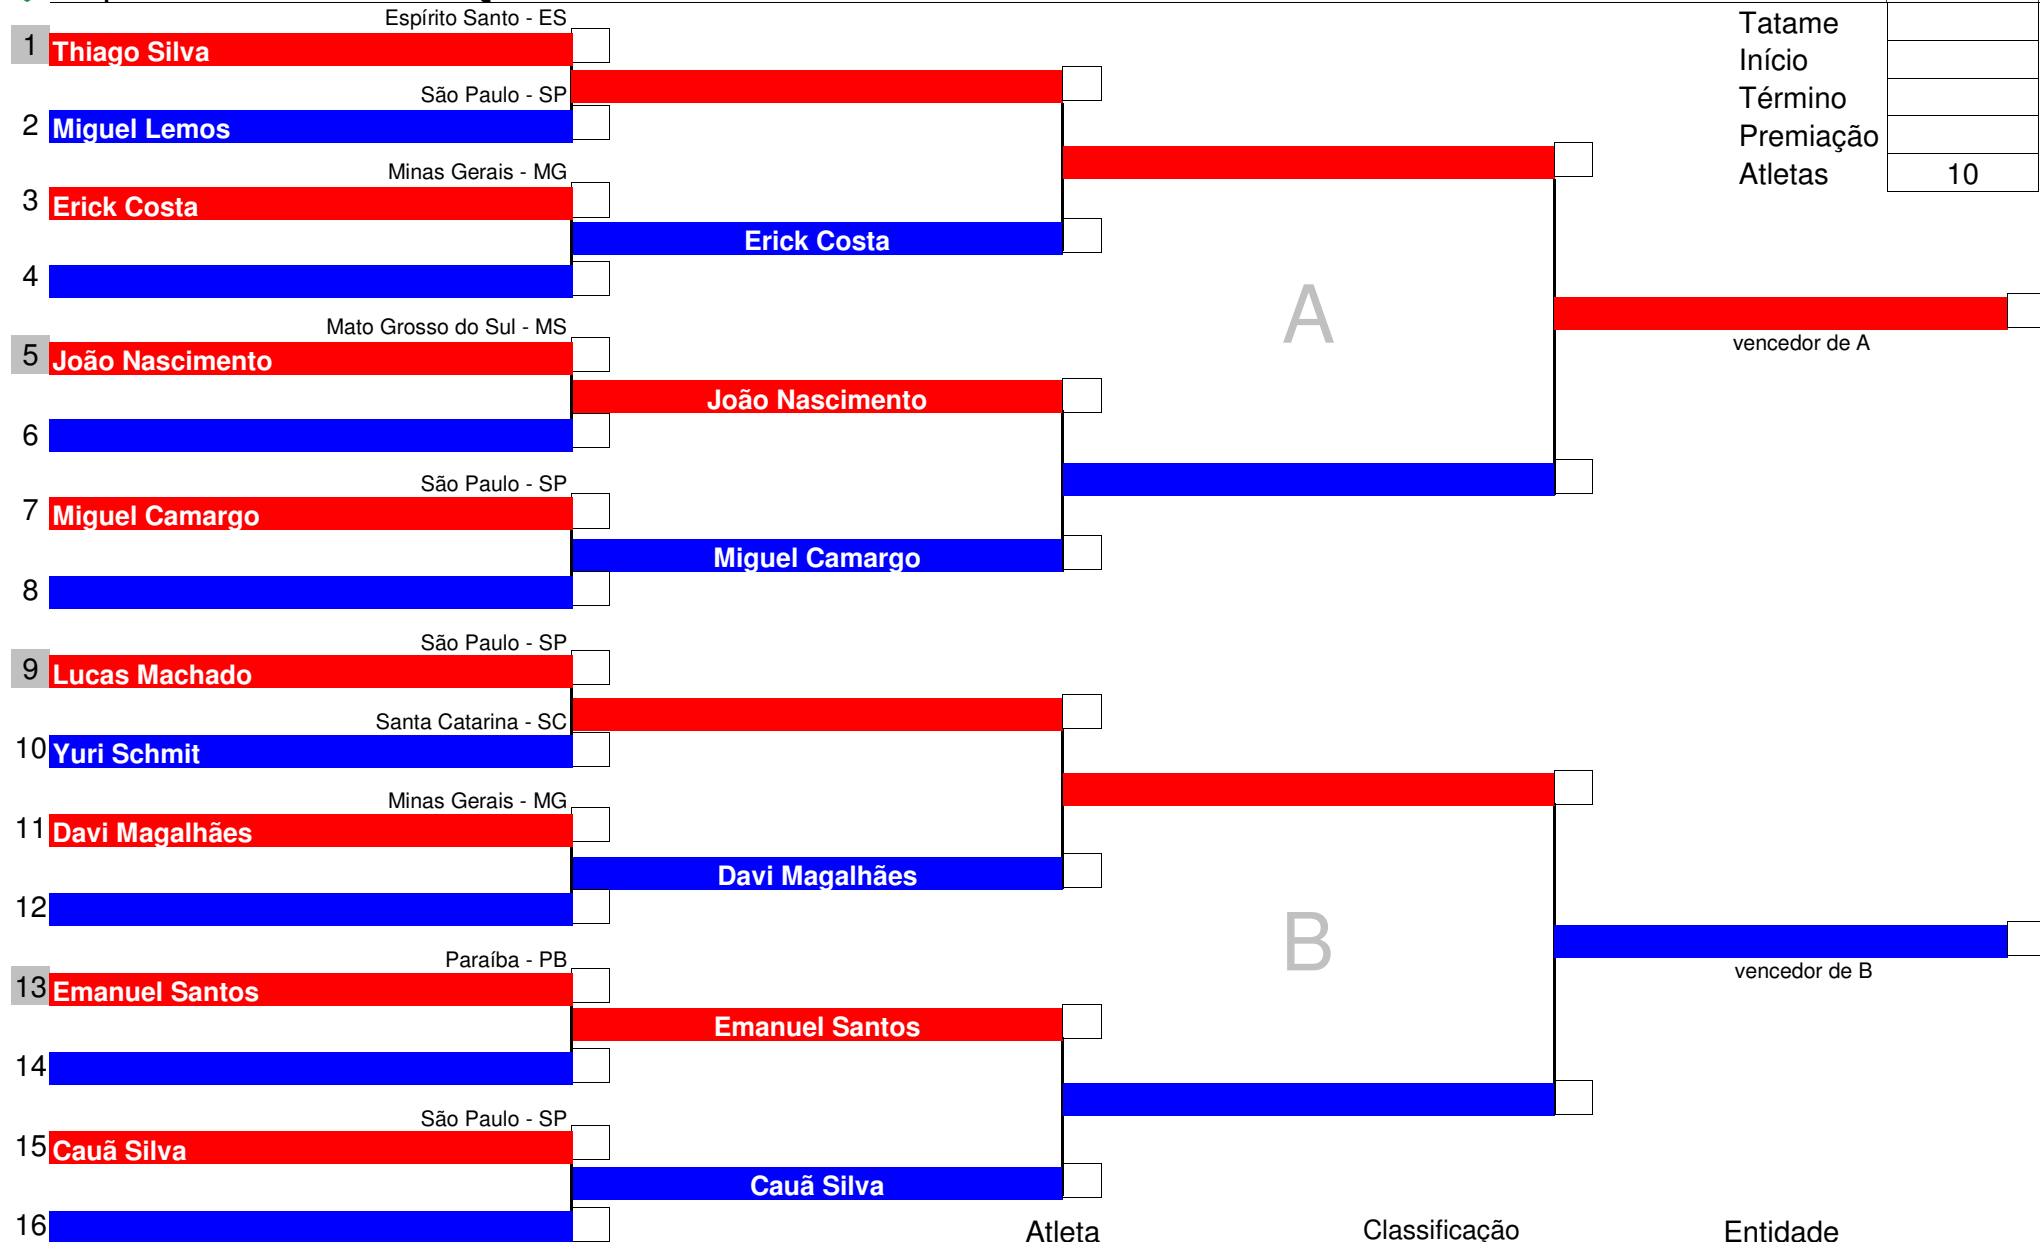 Espírito Santo - ES
1 Thiago Silva
São Paulo - SP
2 Miguel Lemos
Minas Gerais - MG
3 Erick Costa
Erick Costa
4
Mato Grosso do Sul - MS
5 João Nascimento
João Nascimento
6
São Paulo - SP
7 Miguel Camargo
Miguel Camargo
8
São Paulo - SP
9 Lucas Machado
Santa Catarina - SC
10 Yuri Schmit
Minas Gerais - MG
11 Davi Magalhães
Davi Magalhães
12
Paraíba - PB
13 Emanuel Santos
Emanuel Santos
14
São Paulo - SP
15 Cauã Silva
Cauã Silva
16
A
B
vencedor de A
vencedor de B
Tatame
Início
Término
Premiação
Atletas 10
Atleta Classificação Entidade